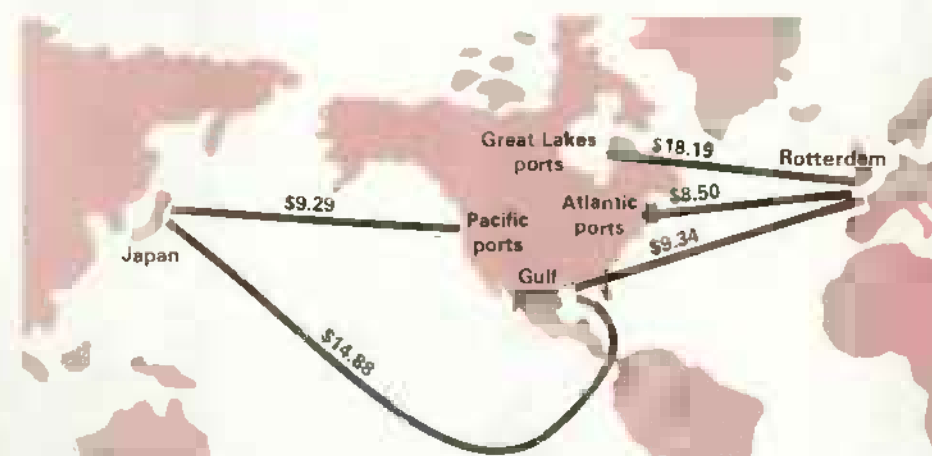 Great Lakes
ports
$18.19
Rotterdam
$9.29
Atlantic
ports
$8.50
Pacific
ports
$9.34
Japan
Gulf
$14.88